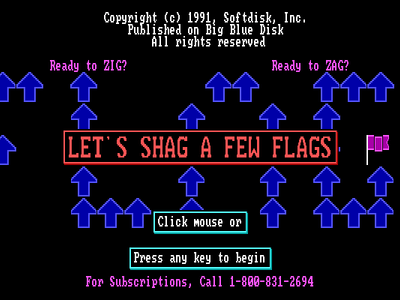 Copyright (c) 1991, Softdisk, Inc.
Published on Big Blue Disk
All rights reserved
Ready to ZIG?
Ready to ZAG?
LET'S SHAG A FEW FLAGS
Click mouse or
Press any key to begin
For Subscriptions, Call 1-800-831-2694